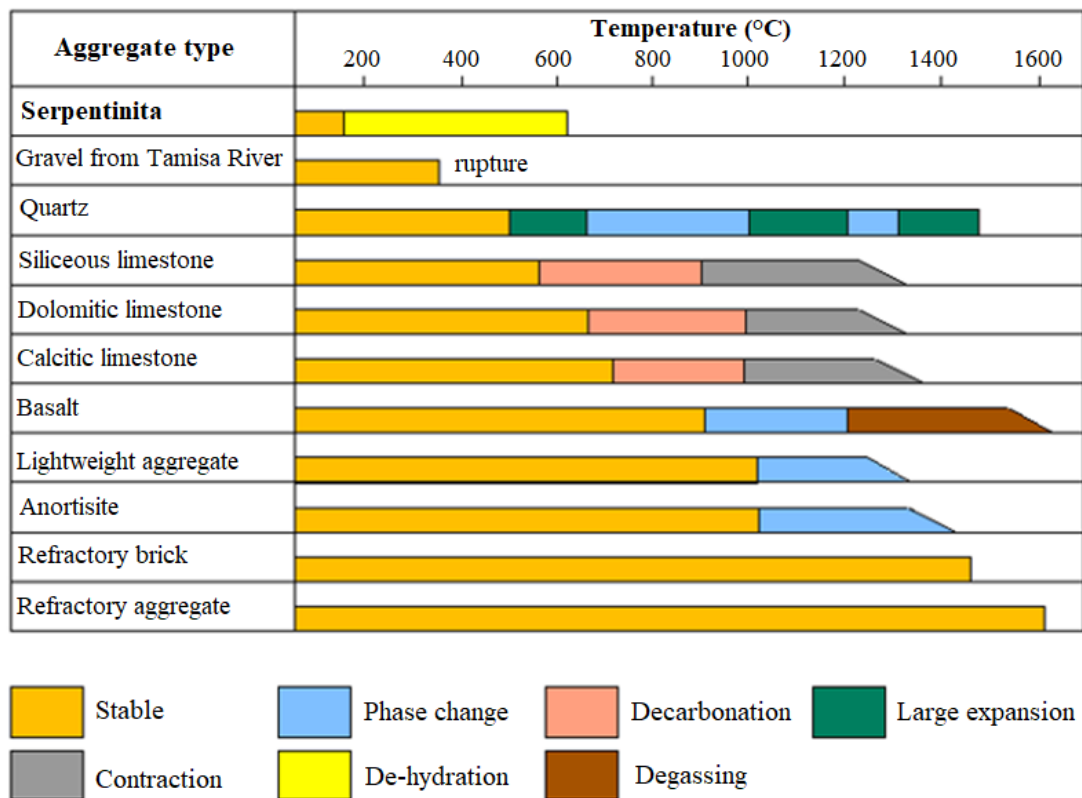 Aggregate type
Temperature (°C)
200 400 600 800 1000 1200 1400 1600
Serpentinita
Gravel from Tamisa River
rupture
Quartz
Siliceous limestone
Dolomitic limestone
Calcitic limestone
Basalt
Lightweight aggregate
Anortisite
Refractory brick
Refractory aggregate
Stable Phase change Decarbonation Large expansion
Contraction De-hydration Degassing